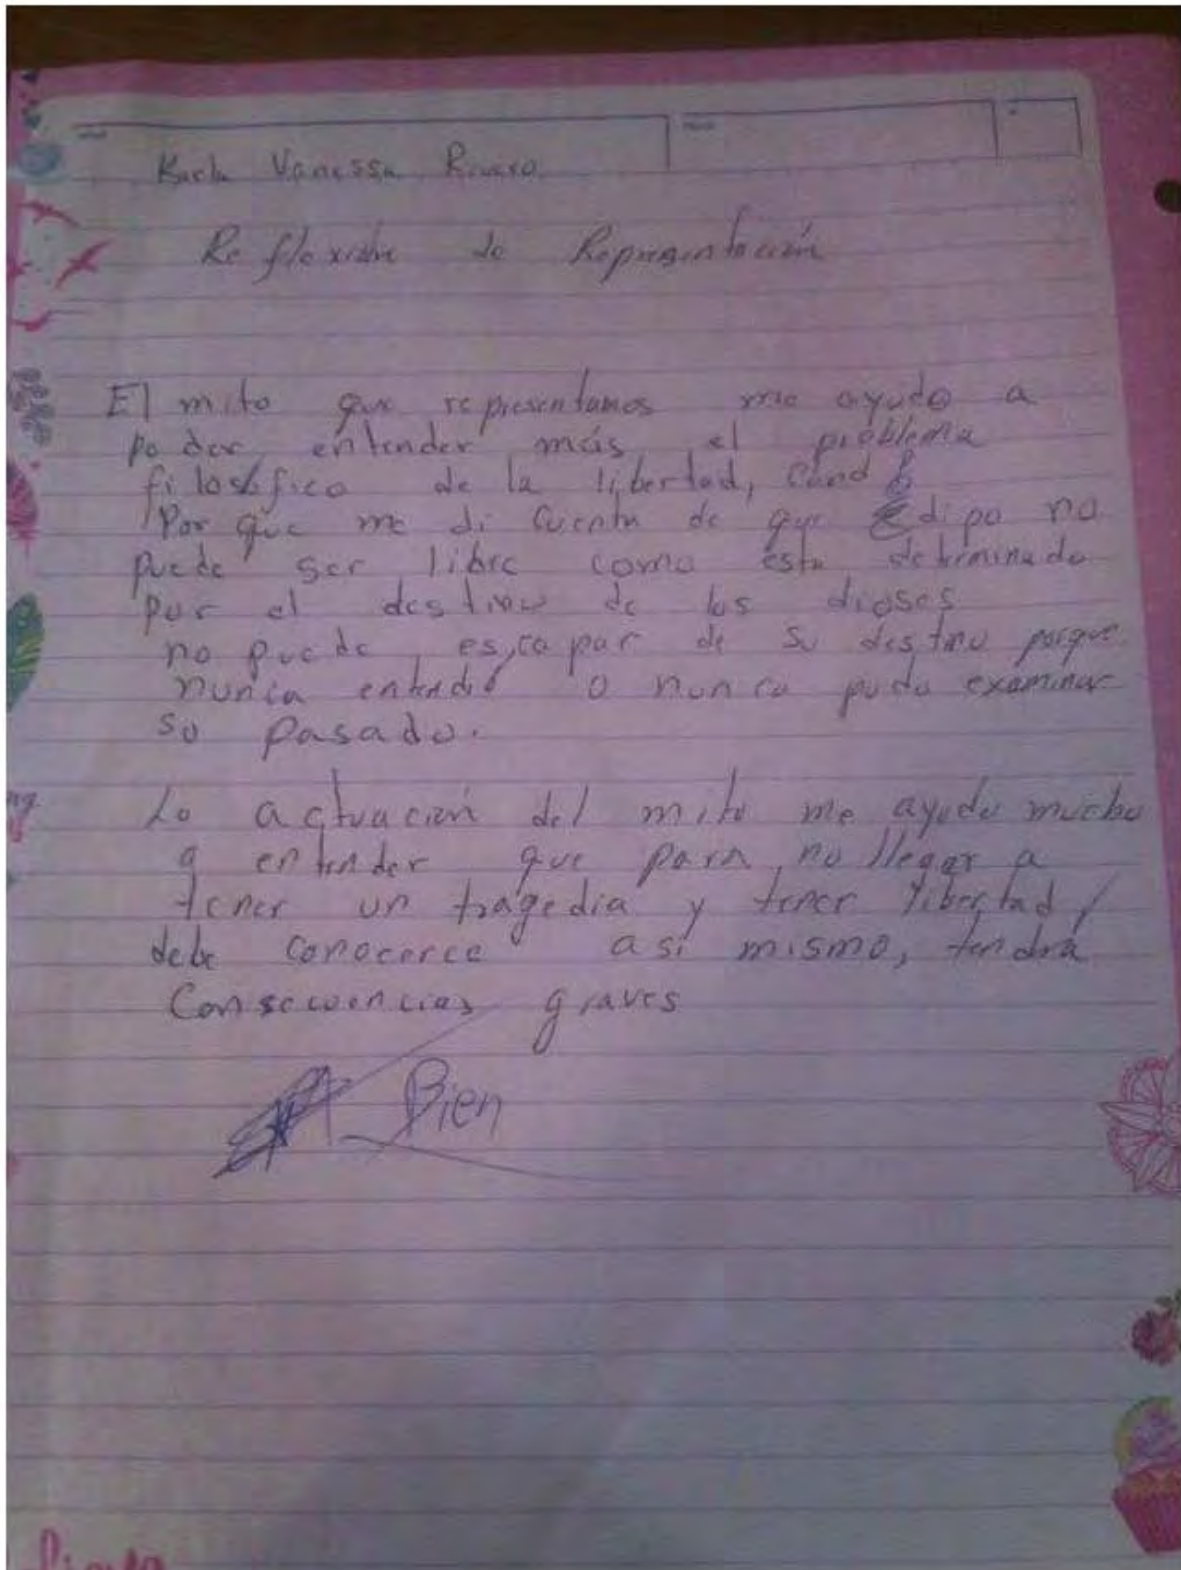 Karla Vanessa Rivero
Reflexión de Representación
El mito que representamos me ayudo a
poder entender más el problema
filosófico de la libertad,
Por que me di cuenta de que Edipo no
puede ser libre como esta determinado
por el destino de los dioses
no puede escapar de su destino porque
nunca entendió o nunca pudo examinar
su pasado.
La actuación del mito me ayudo mucho
a entender que para no llegar a
tener un tragedia y tener libertad,
debe conocerce asi mismo, tendra
Consecuencias graves
Bien